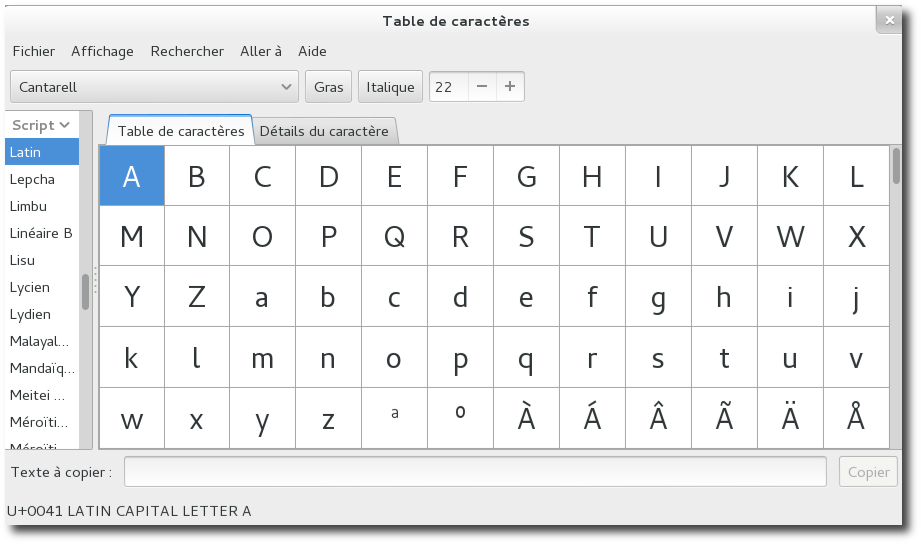 Table de caractères
Fichier Affichage Rechercher Aller à Aide
Cantarell Gras Italique 22
Script
Table de caractères Détails du caractère
Latin
Lepcha
Limbu
Linéaire B
Lisu
Lycien
Lydien
Malayal...
Mandaïq...
Meitei ...
Méroïti...
Méroïti
A B C D E F G H I J K L
M N O P Q R S T U V W X
Y Z a b c d e f g h i j
k l m n o p q r s t u v
w x y z ª º À Á Â Ã Ä Å
Texte à copier : Copier
U+0041 LATIN CAPITAL LETTER A